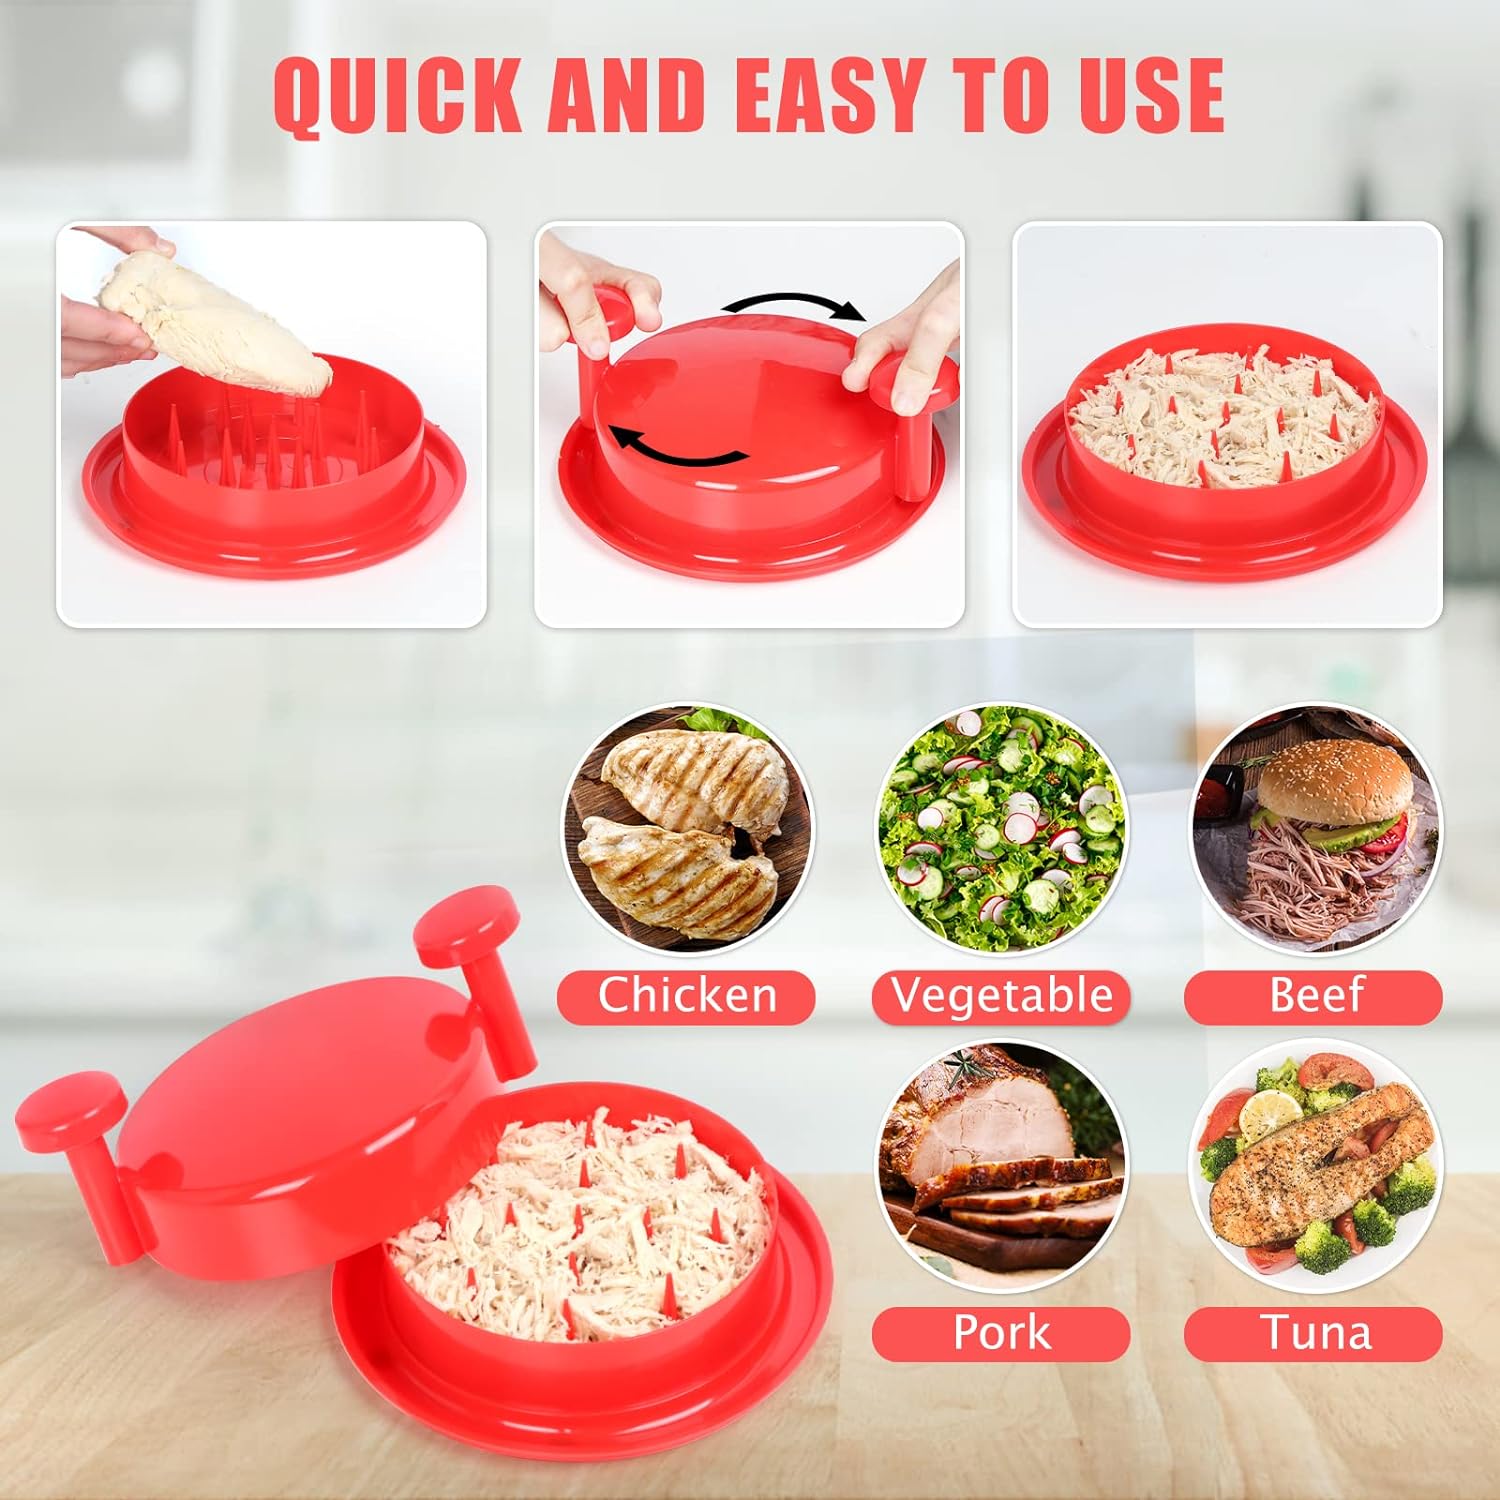 QUICK AND EASY TO USE
Chicken
Vegetable
Beef
Pork
Tuna